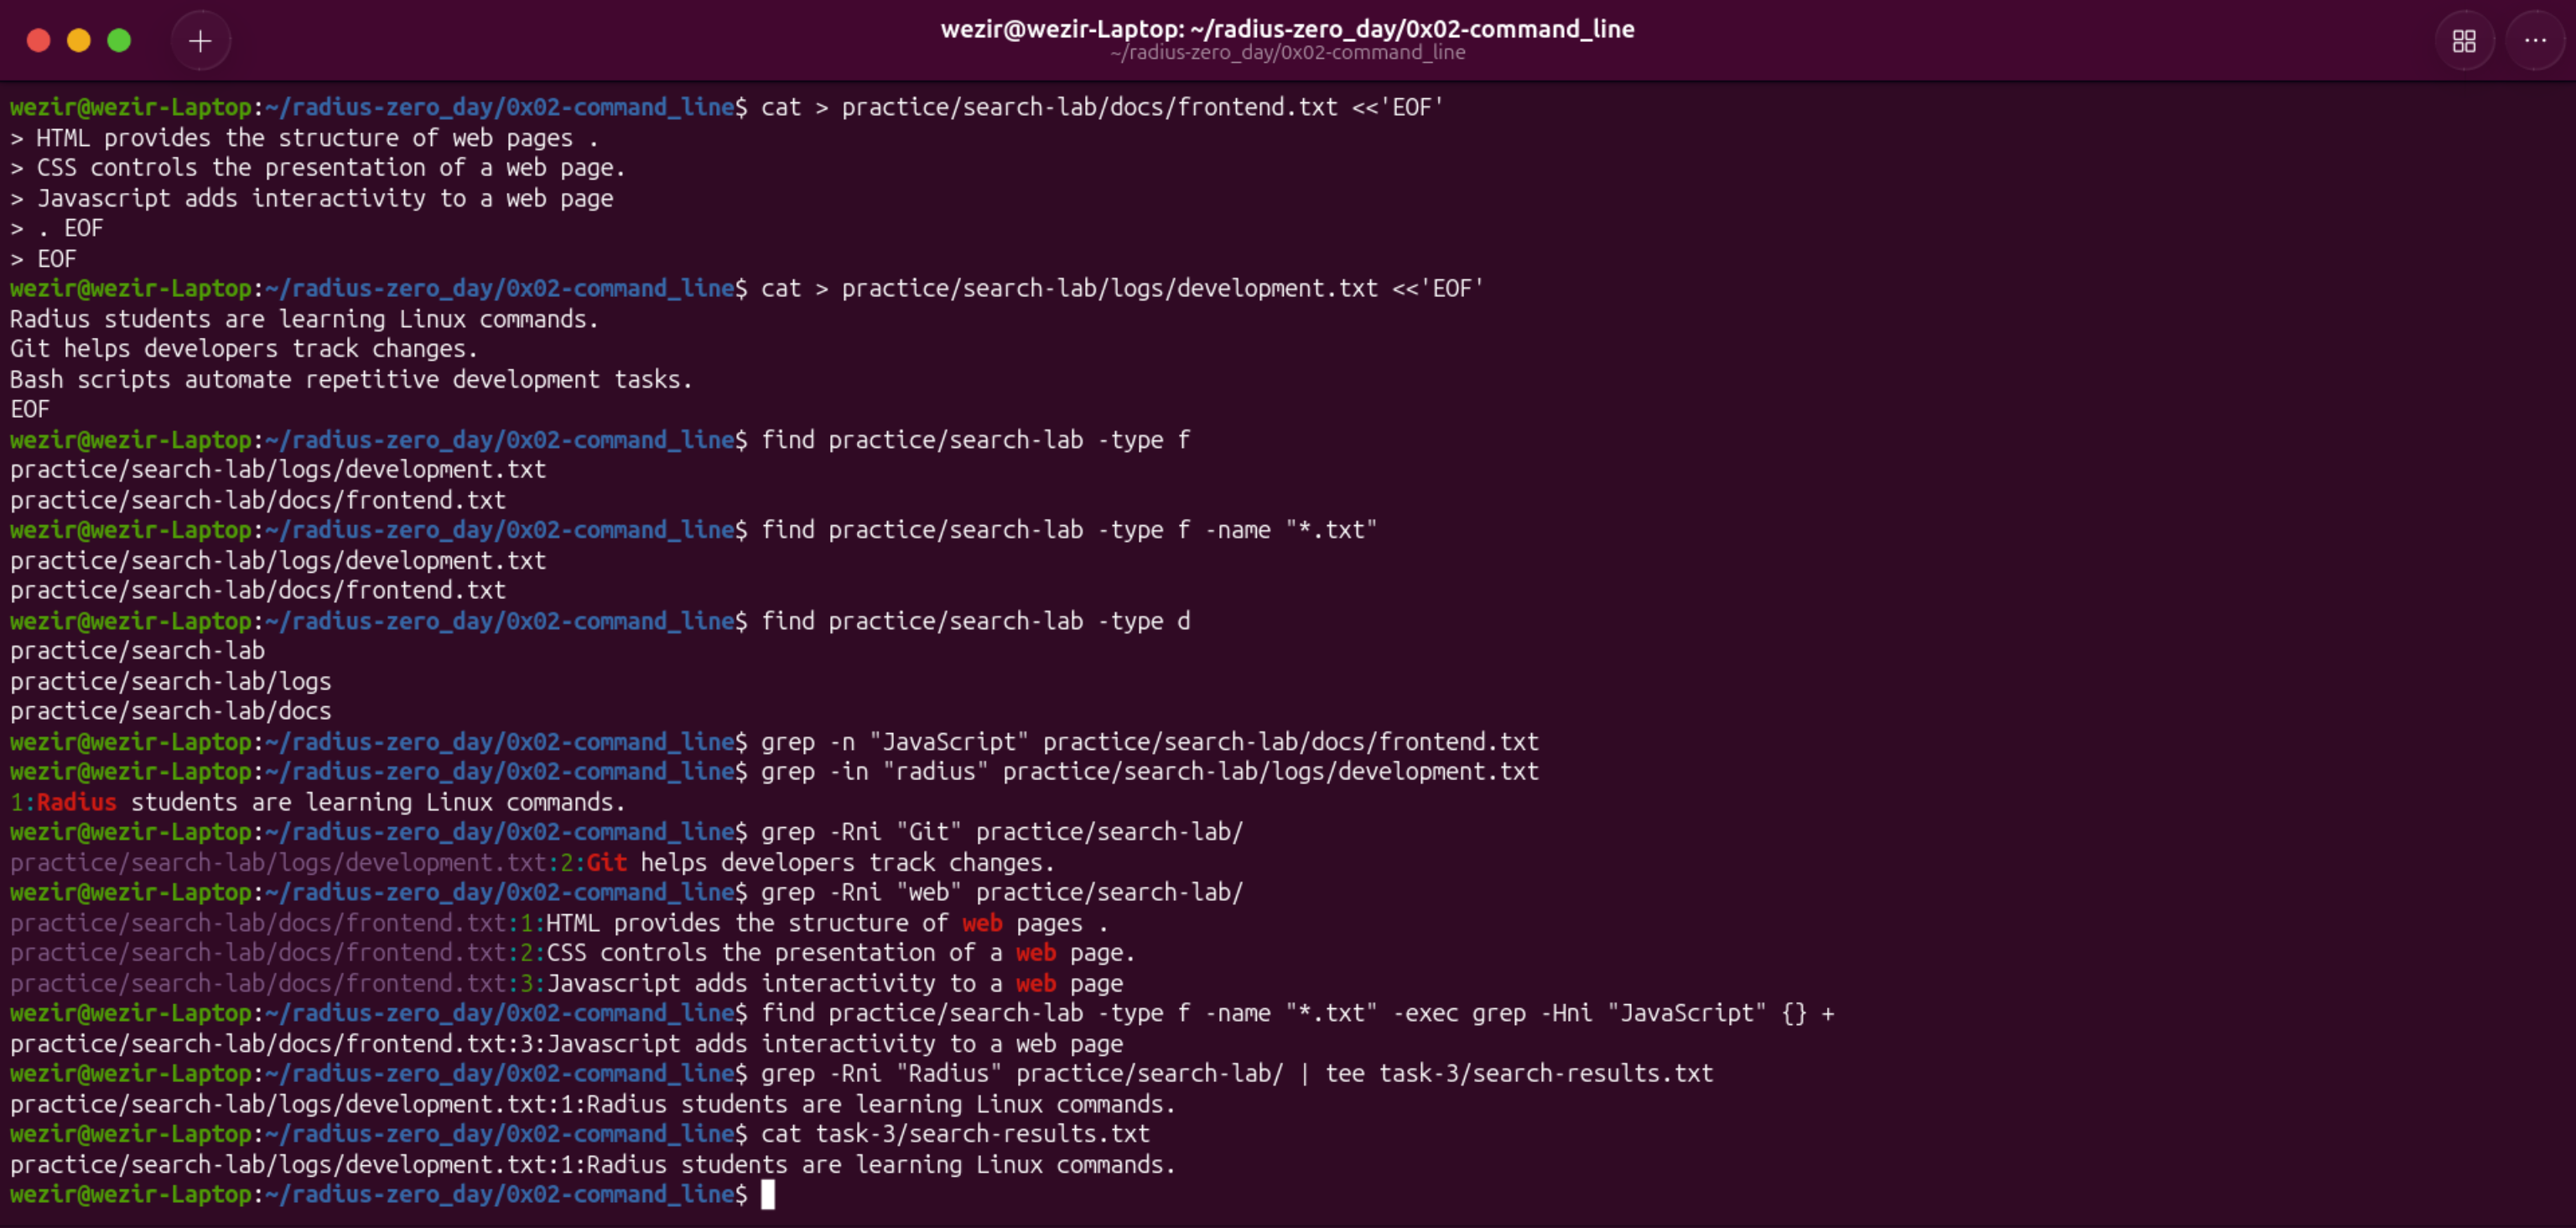 wezir@wezir-Laptop: ~/radius-zero_day/0x02-command_line
~/radius-zero_day/0x02-command_line
wezir@wezir-Laptop:~/radius-zero_day/0x02-command_line$ cat > practice/search-lab/docs/frontend.txt <<'EOF'
> HTML provides the structure of web pages .
> CSS controls the presentation of a web page.
> Javascript adds interactivity to a web page
> . EOF
> EOF
wezir@wezir-Laptop:~/radius-zero_day/0x02-command_line$ cat > practice/search-lab/logs/development.txt <<'EOF'
Radius students are learning Linux commands.
Git helps developers track changes.
Bash scripts automate repetitive development tasks.
EOF
wezir@wezir-Laptop:~/radius-zero_day/0x02-command_line$ find practice/search-lab -type f
practice/search-lab/logs/development.txt
practice/search-lab/docs/frontend.txt
wezir@wezir-Laptop:~/radius-zero_day/0x02-command_line$ find practice/search-lab -type f -name "*.txt"
practice/search-lab/logs/development.txt
practice/search-lab/docs/frontend.txt
wezir@wezir-Laptop:~/radius-zero_day/0x02-command_line$ find practice/search-lab -type d
practice/search-lab
practice/search-lab/logs
practice/search-lab/docs
wezir@wezir-Laptop:~/radius-zero_day/0x02-command_line$ grep -n "JavaScript" practice/search-lab/docs/frontend.txt
wezir@wezir-Laptop:~/radius-zero_day/0x02-command_line$ grep -in "radius" practice/search-lab/logs/development.txt
1:Radius students are learning Linux commands.
wezir@wezir-Laptop:~/radius-zero_day/0x02-command_line$ grep -Rni "Git" practice/search-lab/
practice/search-lab/logs/development.txt:2:Git helps developers track changes.
wezir@wezir-Laptop:~/radius-zero_day/0x02-command_line$ grep -Rni "web" practice/search-lab/
practice/search-lab/docs/frontend.txt:1:HTML provides the structure of web pages .
practice/search-lab/docs/frontend.txt:2:CSS controls the presentation of a web page.
practice/search-lab/docs/frontend.txt:3:Javascript adds interactivity to a web page
wezir@wezir-Laptop:~/radius-zero_day/0x02-command_line$ find practice/search-lab -type f -name "*.txt" -exec grep -Hni "JavaScript" {} +
practice/search-lab/docs/frontend.txt:3:Javascript adds interactivity to a web page
wezir@wezir-Laptop:~/radius-zero_day/0x02-command_line$ grep -Rni "Radius" practice/search-lab/ | tee task-3/search-results.txt
practice/search-lab/logs/development.txt:1:Radius students are learning Linux commands.
wezir@wezir-Laptop:~/radius-zero_day/0x02-command_line$ cat task-3/search-results.txt
practice/search-lab/logs/development.txt:1:Radius students are learning Linux commands.
wezir@wezir-Laptop:~/radius-zero_day/0x02-command_line$